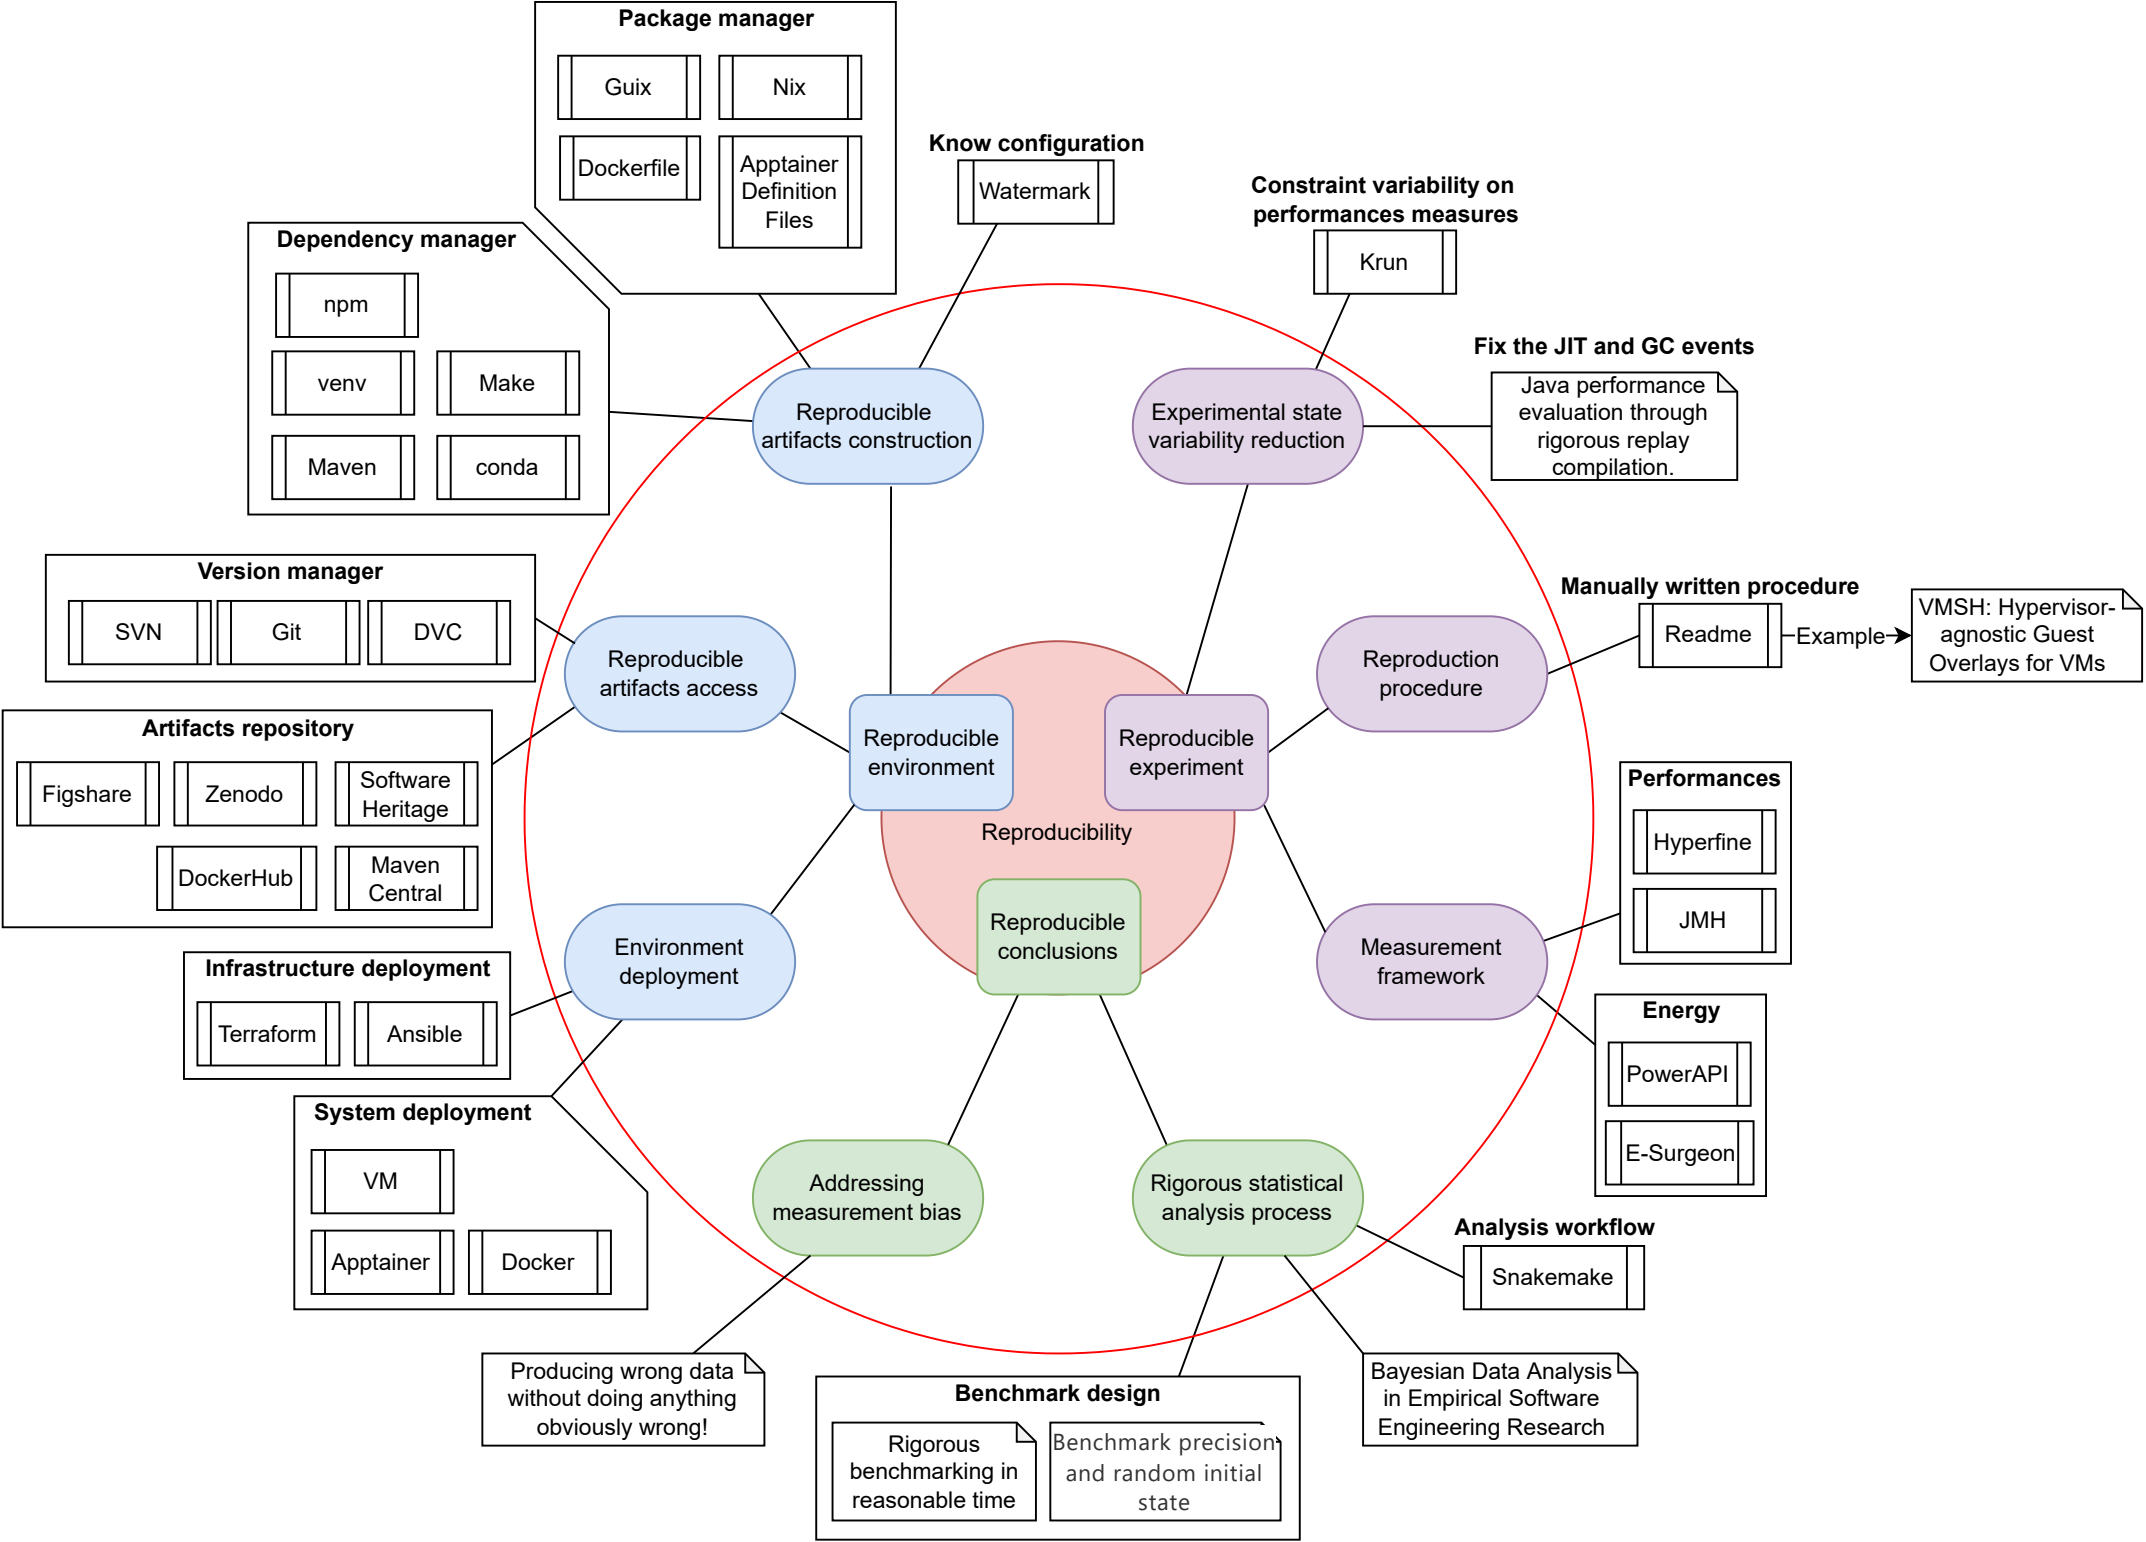 Package manager
Guix
Nix
Dockerfile
Apptainer
Definition
Files
Know configuration
Watermark
Constraint variability on
performances measures
Krun
Dependency manager
npm
venv
Make
Maven
conda
Fix the JIT and GC events
Java performance
evaluation through
rigorous replay
compilation.
Reproducible
artifacts construction
Experimental state
variability reduction
Version manager
SVN
Git
DVC
Manually written procedure
Readme
Example
VMSH: Hypervisor-
agnostic Guest
Overlays for VMs
Reproducible
artifacts access
Reproduction
procedure
Artifacts repository
Figshare
Zenodo
Software
Heritage
DockerHub
Maven
Central
Reproducible
environment
Reproducible
experiment
Reproducibility
Reproducible
conclusions
Performances
Hyperfine
JMH
Environment
deployment
Measurement
framework
Infrastructure deployment
Terraform
Ansible
Energy
PowerAPI
E-Surgeon
System deployment
VM
Apptainer
Docker
Addressing
measurement bias
Rigorous statistical
analysis process
Analysis workflow
Snakemake
Producing wrong data
without doing anything
obviously wrong!
Benchmark design
Rigorous
benchmarking in
reasonable time
Benchmark precision
and random initial
state
Bayesian Data Analysis
in Empirical Software
Engineering Research